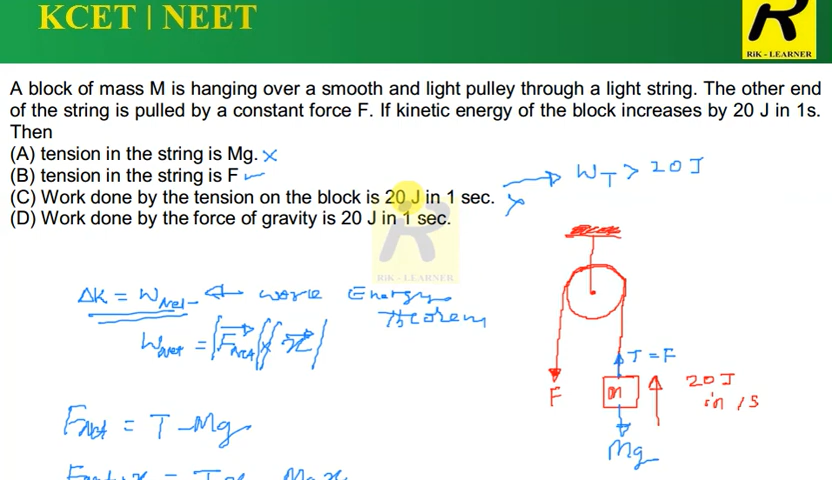 KCET | NEET
RiK - LEARNER
A block of mass M is hanging over a smooth and light pulley through a light string. The other end
of the string is pulled by a constant force F. If kinetic energy of the block increases by 20 J in 1s.
Then
(A) tension in the string is Mg. ×
(B) tension in the string is F ✓
(C) Work done by the tension on the block is 20 J in 1 sec. ×
(D) Work done by the force of gravity is 20 J in 1 sec.
W_T > 20 J
RiK - LEARNER
ΔK = W_Net ← work Energy
Theorem
W_net = |F_Net| |x|
T = F
F
m
20 J
in 1s
Mg
F_Net = T - Mg